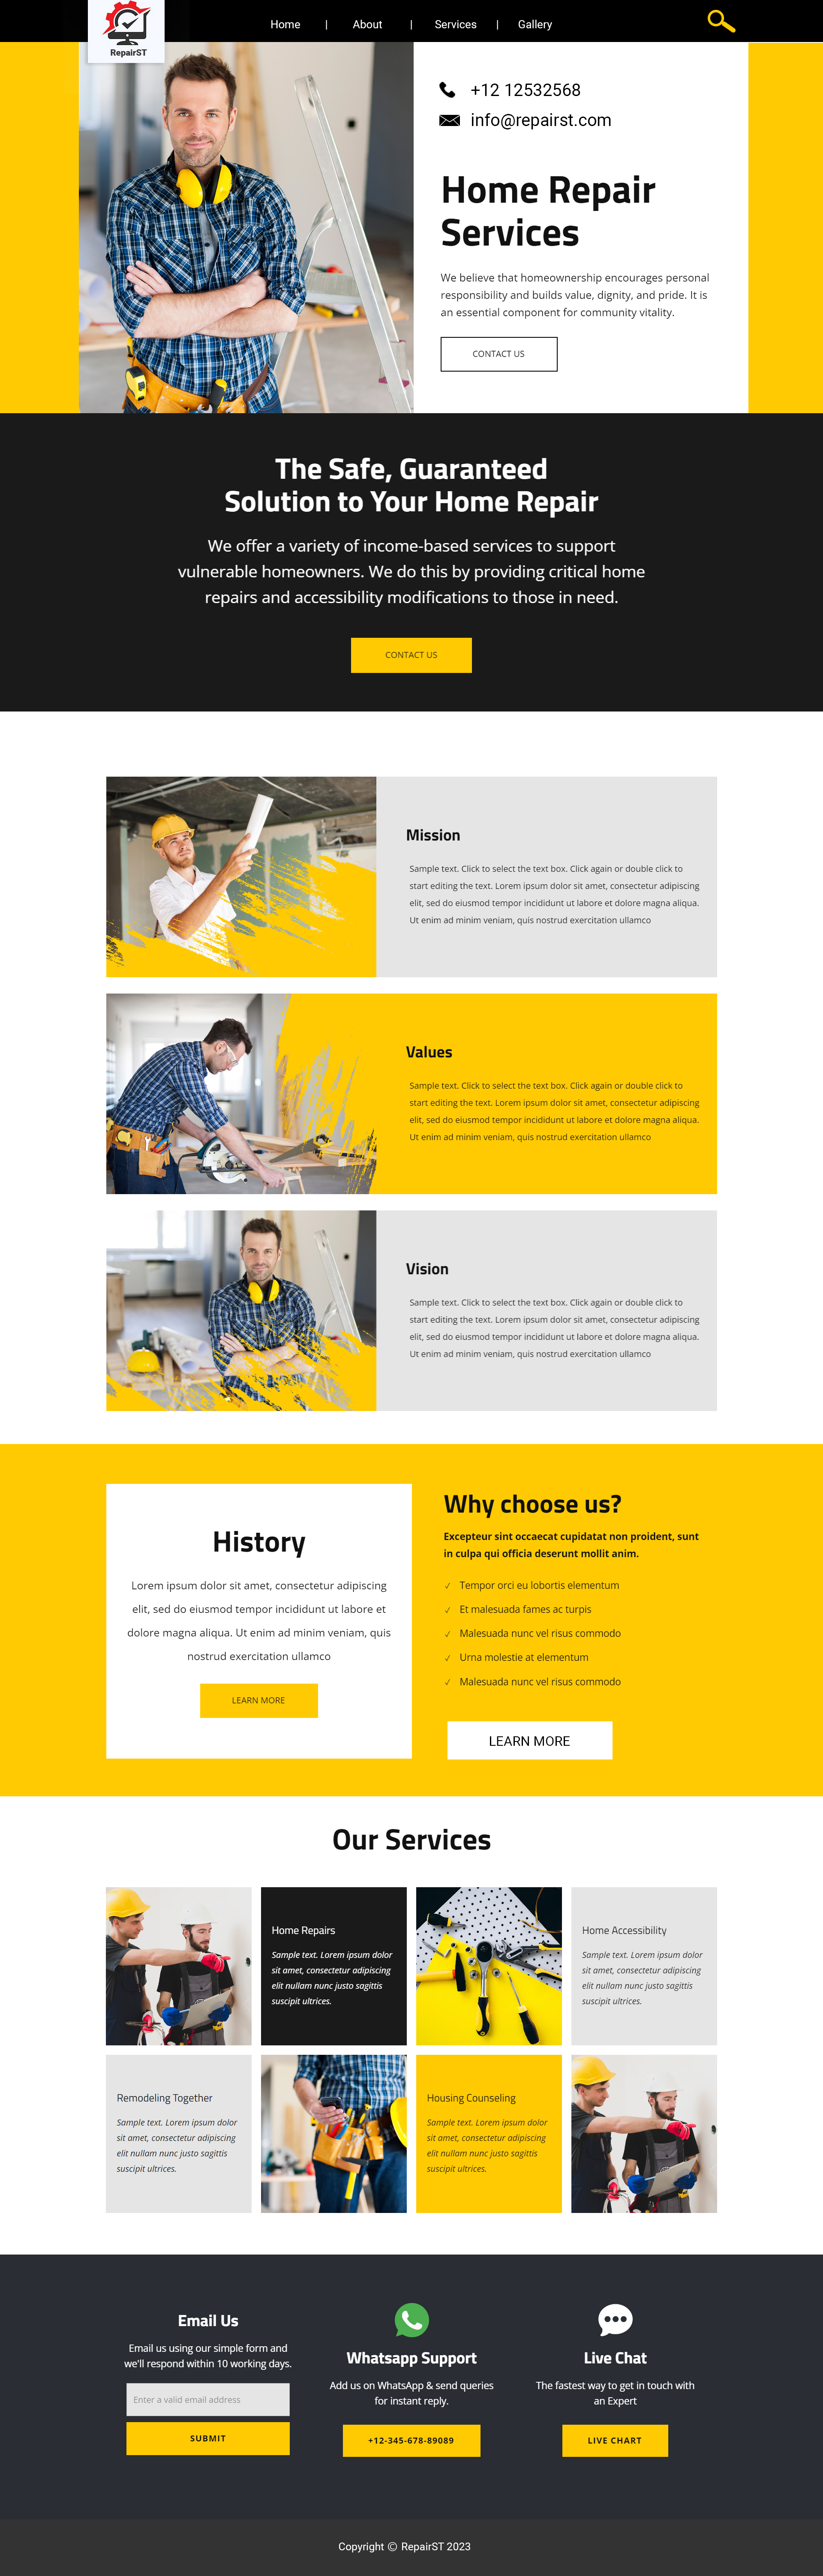 RepairST
Home | About | Services | Gallery
+12 12532568
info@repairst.com
Home Repair
Services
We believe that homeownership encourages personal
responsibility and builds value, dignity, and pride. It is
an essential component for community vitality.
CONTACT US
The Safe, Guaranteed
Solution to Your Home Repair
We offer a variety of income-based services to support
vulnerable homeowners. We do this by providing critical home
repairs and accessibility modifications to those in need.
CONTACT US
Mission
Sample text. Click to select the text box. Click again or double click to
start editing the text. Lorem ipsum dolor sit amet, consectetur adipiscing
elit, sed do eiusmod tempor incididunt ut labore et dolore magna aliqua.
Ut enim ad minim veniam, quis nostrud exercitation ullamco
Values
Sample text. Click to select the text box. Click again or double click to
start editing the text. Lorem ipsum dolor sit amet, consectetur adipiscing
elit, sed do eiusmod tempor incididunt ut labore et dolore magna aliqua.
Ut enim ad minim veniam, quis nostrud exercitation ullamco
Vision
Sample text. Click to select the text box. Click again or double click to
start editing the text. Lorem ipsum dolor sit amet, consectetur adipiscing
elit, sed do eiusmod tempor incididunt ut labore et dolore magna aliqua.
Ut enim ad minim veniam, quis nostrud exercitation ullamco
History
Lorem ipsum dolor sit amet, consectetur adipiscing
elit, sed do eiusmod tempor incididunt ut labore et
dolore magna aliqua. Ut enim ad minim veniam, quis
nostrud exercitation ullamco
LEARN MORE
Why choose us?
Excepteur sint occaecat cupidatat non proident, sunt
in culpa qui officia deserunt mollit anim.
✓ Tempor orci eu lobortis elementum
✓ Et malesuada fames ac turpis
✓ Malesuada nunc vel risus commodo
✓ Urna molestie at elementum
✓ Malesuada nunc vel risus commodo
LEARN MORE
Our Services
Home Repairs
Sample text. Lorem ipsum dolor
sit amet, consectetur adipiscing
elit nullam nunc justo sagittis
suscipit ultrices.
Home Accessibility
Sample text. Lorem ipsum dolor
sit amet, consectetur adipiscing
elit nullam nunc justo sagittis
suscipit ultrices.
Remodeling Together
Sample text. Lorem ipsum dolor
sit amet, consectetur adipiscing
elit nullam nunc justo sagittis
suscipit ultrices.
Housing Counseling
Sample text. Lorem ipsum dolor
sit amet, consectetur adipiscing
elit nullam nunc justo sagittis
suscipit ultrices.
Email Us
Email us using our simple form and
we'll respond within 10 working days.
Enter a valid email address
SUBMIT
Whatsapp Support
Add us on WhatsApp & send queries
for instant reply.
+12-345-678-89089
Live Chat
The fastest way to get in touch with
an Expert
LIVE CHART
Copyright © RepairST 2023